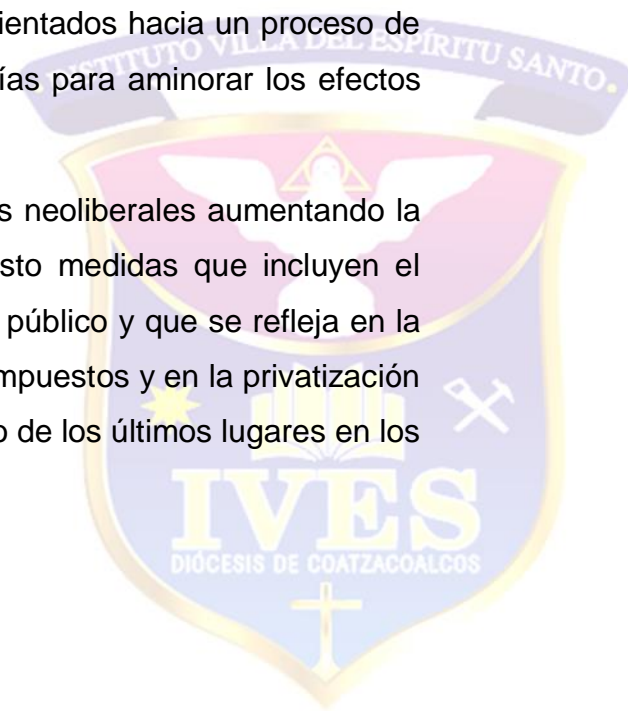 ientados hacia un proceso de
ías para aminorar los efectos
INSTITUTO VILLA DEL ESPÍRITU SANTO.
s neoliberales aumentando la
sto medidas que incluyen el
público y que se refleja en la
mpuestos y en la privatización
o de los últimos lugares en los
IVES
DIÓCESIS DE COATZACOALCOS